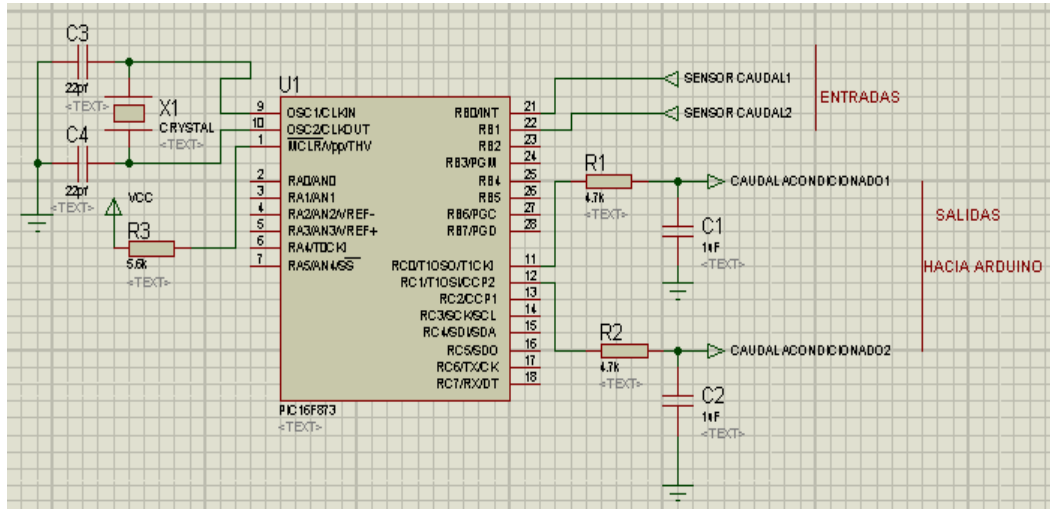 C3
22pf
<TEXT>
X1
CRYSTAL
<TEXT>
C4
22pf
<TEXT>
VCC
R3
5.6k
<TEXT>
U1
9 OSC1/CLKIN
10 OSC2/CLKOUT
1 MCLR/Vpp/THV
2 RA0/AN0
3 RA1/AN1
4 RA2/AN2/VREF-
5 RA3/AN3/VREF+
6 RA4/T0CKI
7 RA5/AN4/SS
RB0/INT 21
RB1 22
RB2 23
RB3/PGM 24
RB4 25
RB5 26
RB6/PGC 27
RB7/PGD 28
RC0/T1OSO/T1CKI 11
RC1/T1OSI/CCP2 12
RC2/CCP1 13
RC3/SCK/SCL 14
RC4/SDI/SDA 15
RC5/SDO 16
RC6/TX/CK 17
RC7/RX/DT 18
PIC16F873
<TEXT>
SENSOR CAUDAL1
SENSOR CAUDAL2
ENTRADAS
R1
4.7k
<TEXT>
CAUDALACONDICIONADO1
C1
1uF
<TEXT>
SALIDAS
HACIA ARDUINO
R2
4.7k
<TEXT>
CAUDALACONDICIONADO2
C2
1uF
<TEXT>